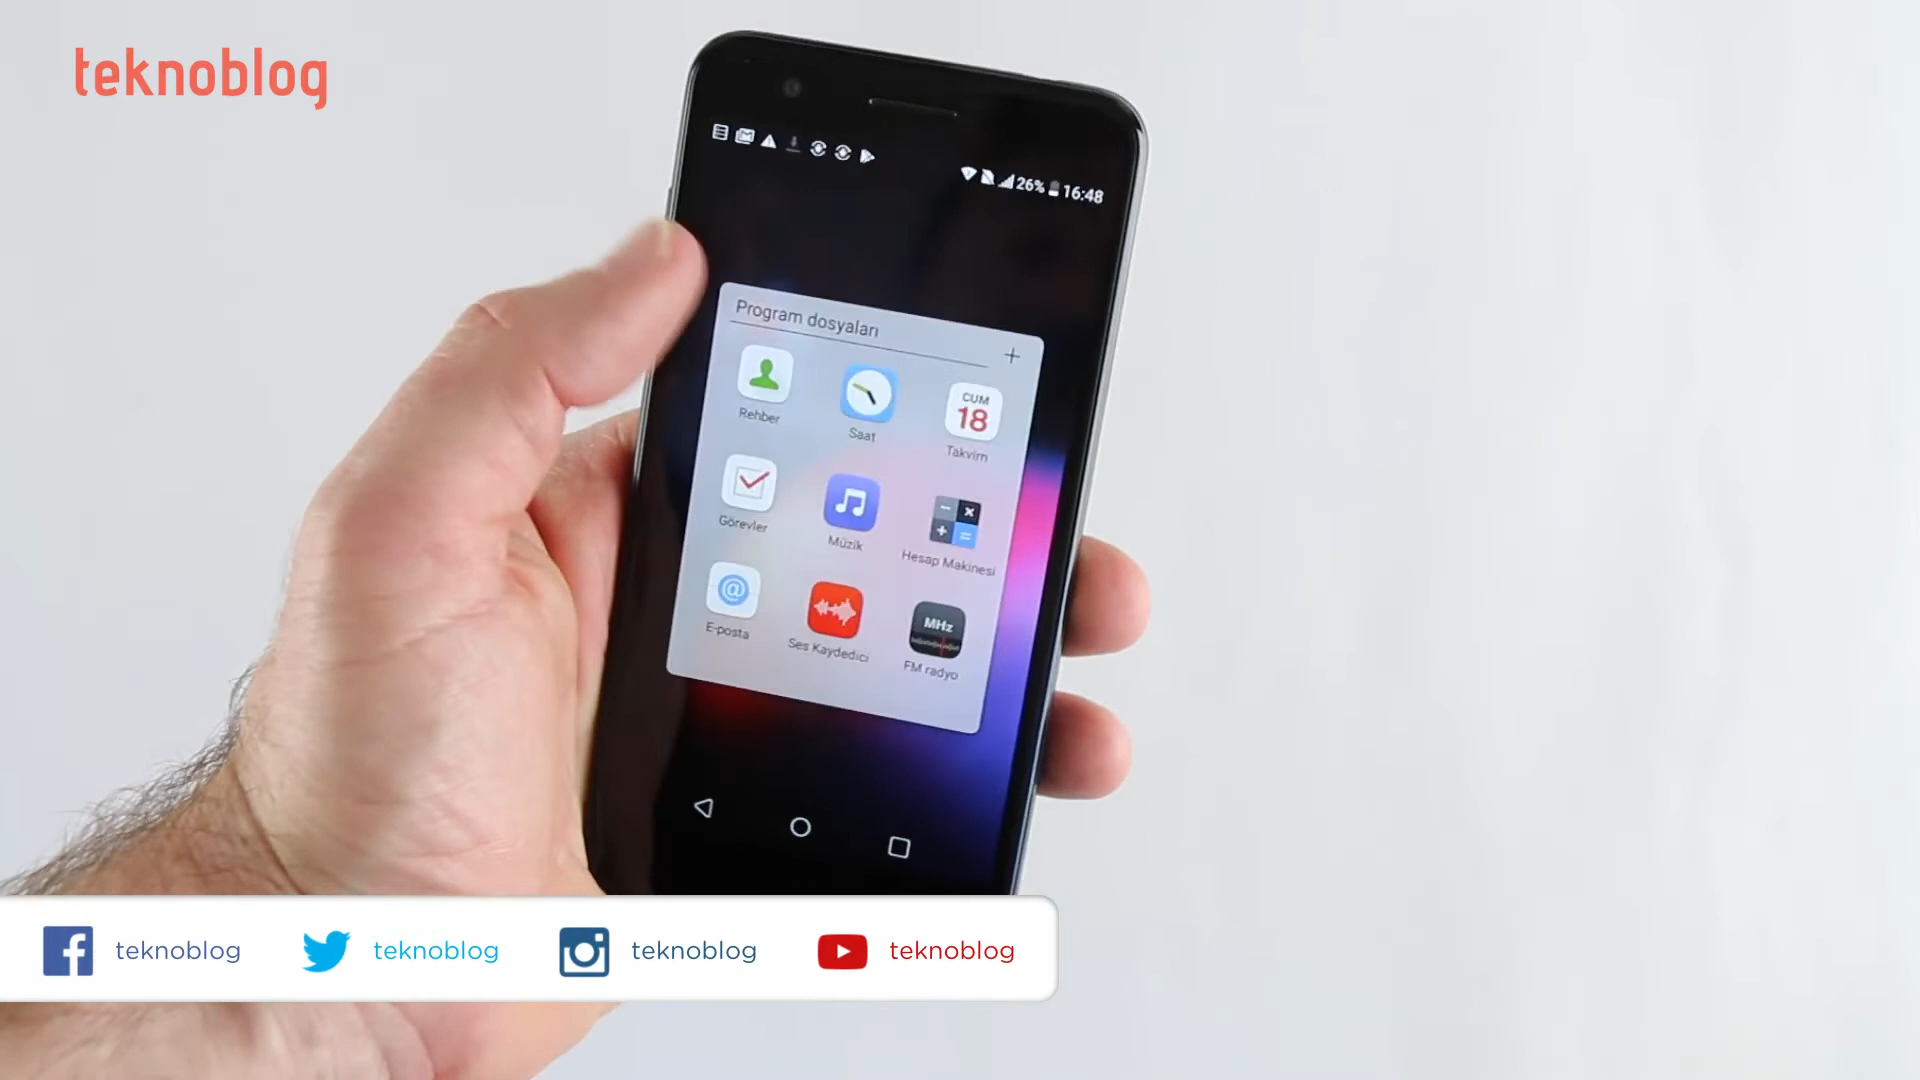 teknoblog
26% 16:48
Program dosyaları
Rehber
Saat
CUM
18
Takvim
Görevler
Müzik
Hesap Makinesi
E-posta
Ses Kaydedici
MHz
FM radyo
teknoblog teknoblog teknoblog teknoblog